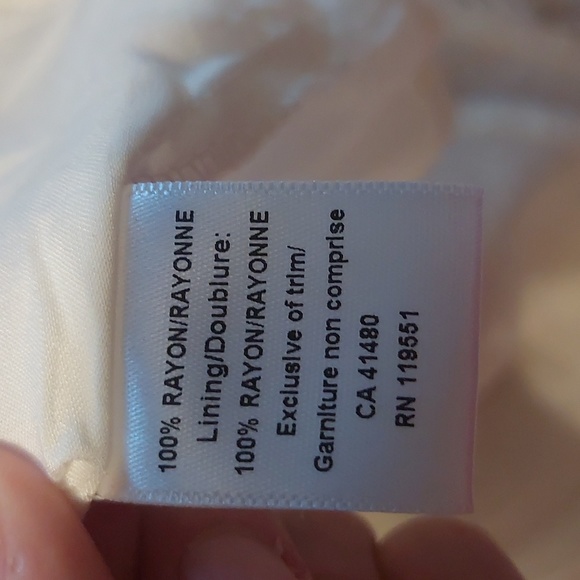 100% RAYON/RAYONNE
Lining/Doublure:
100% RAYON/RAYONNE
Exclusive of trim/
Garniture non comprise
CA 41480
RN 119551